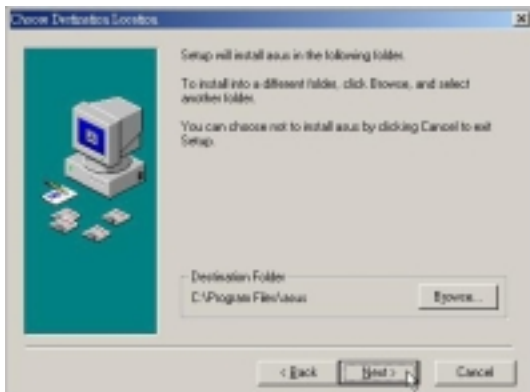 Choose Destination Location
Setup will install asus in the following folder.
To install into a different folder, click Browse, and select
another folder.
You can choose not to install asus by clicking Cancel to exit
Setup.
Destination Folder
C:\Program Files\asus
Browse...
< Back
Next >
Cancel